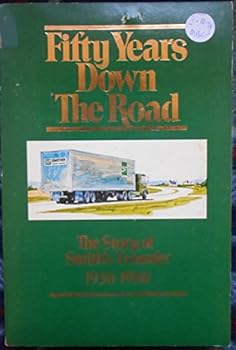 Fifty Years
Down
The Road
The Story of
Smith's Transfer
1930-1980